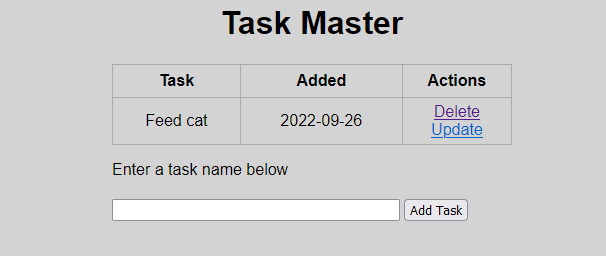 Task Master
Task Added Actions
Feed cat 2022-09-26 Delete
Update
Enter a task name below
Add Task